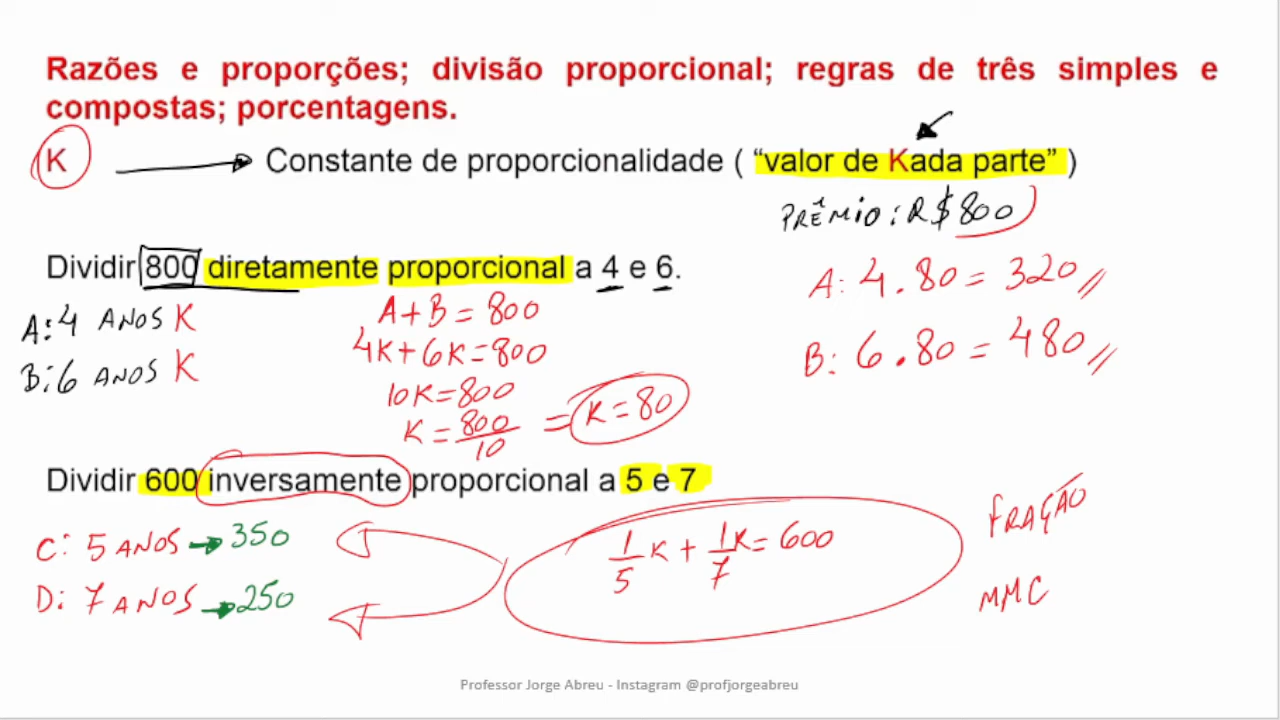 Razões e proporções; divisão proporcional; regras de três simples e
compostas; porcentagens.
K Constante de proporcionalidade ( “valor de Kada parte” )
PRÊMIO: R$ 800
Dividir 800 diretamente proporcional a 4 e 6.
A: 4 ANOS K
B: 6 ANOS K
A + B = 800
4K + 6K = 800
10K = 800
K = 800/10 = K = 80
A: 4 . 80 = 320 //
B: 6 . 80 = 480 //
Dividir 600 inversamente proporcional a 5 e 7
C: 5 ANOS → 350
D: 7 ANOS → 250
1/5 K + 1/7 K = 600
FRAÇÃO
MMC
Professor Jorge Abreu - Instagram @profjorgeabreu